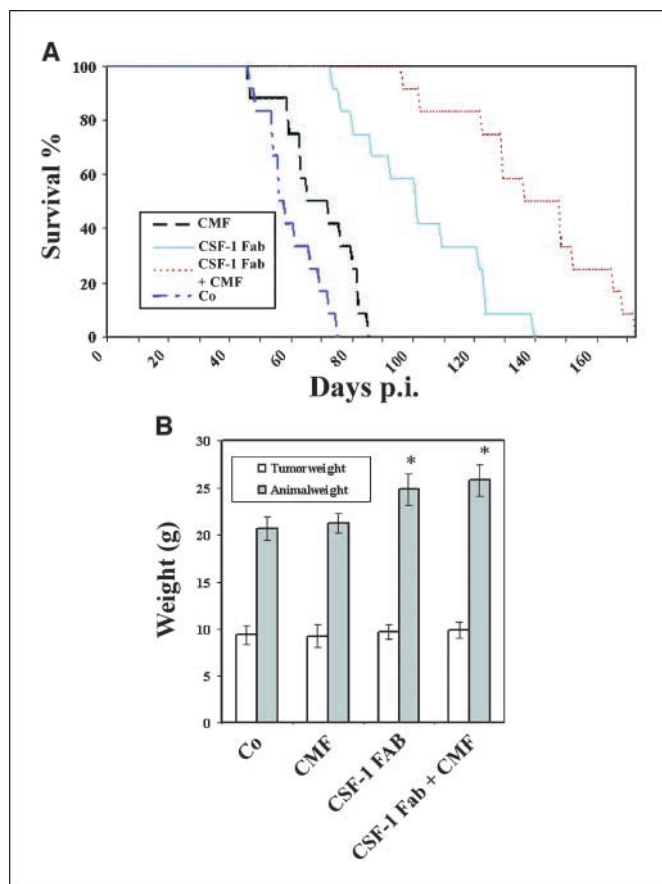 A
100
80
60
40
20
0
Survival %
CMF
CSF-1 Fab
CSF-1 Fab
+ CMF
Co
0 20 40 60 80 100 120 140 160
Days p.i.
B
30
25
20
15
10
5
0
Weight (g)
Tumorweight
Animalweight
* *
Co
CMF
CSF-1 FAB
CSF-1 Fab + CMF